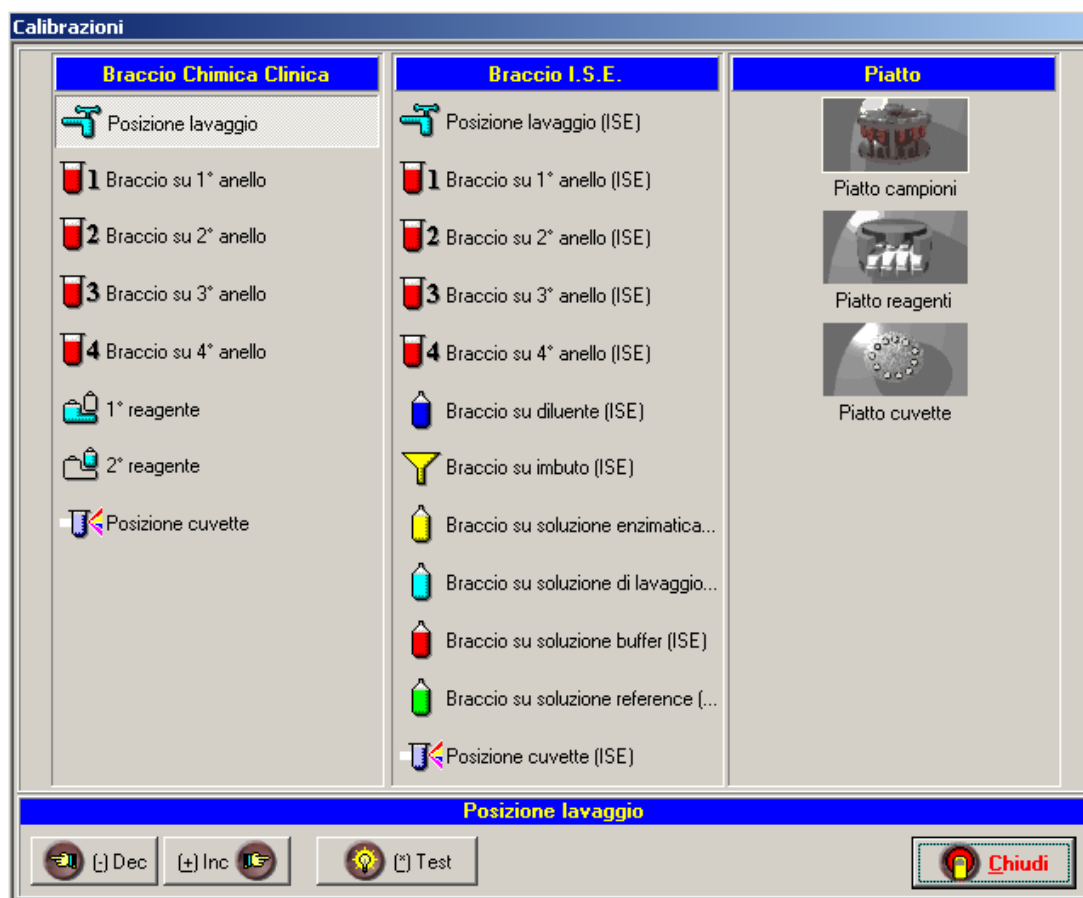 Calibrazioni
Braccio Chimica Clinica
Posizione lavaggio
1 Braccio su 1° anello
2 Braccio su 2° anello
3 Braccio su 3° anello
4 Braccio su 4° anello
1° reagente
2° reagente
Posizione cuvette
Braccio I.S.E.
Posizione lavaggio (ISE)
1 Braccio su 1° anello (ISE)
2 Braccio su 2° anello (ISE)
3 Braccio su 3° anello (ISE)
4 Braccio su 4° anello (ISE)
Braccio su diluente (ISE)
Braccio su imbuto (ISE)
Braccio su soluzione enzimatica...
Braccio su soluzione di lavaggio...
Braccio su soluzione buffer (ISE)
Braccio su soluzione reference (...
Posizione cuvette (ISE)
Piatto
Piatto campioni
Piatto reagenti
Piatto cuvette
Posizione lavaggio
(-) Dec
(+) Inc
(*) Test
Chiudi